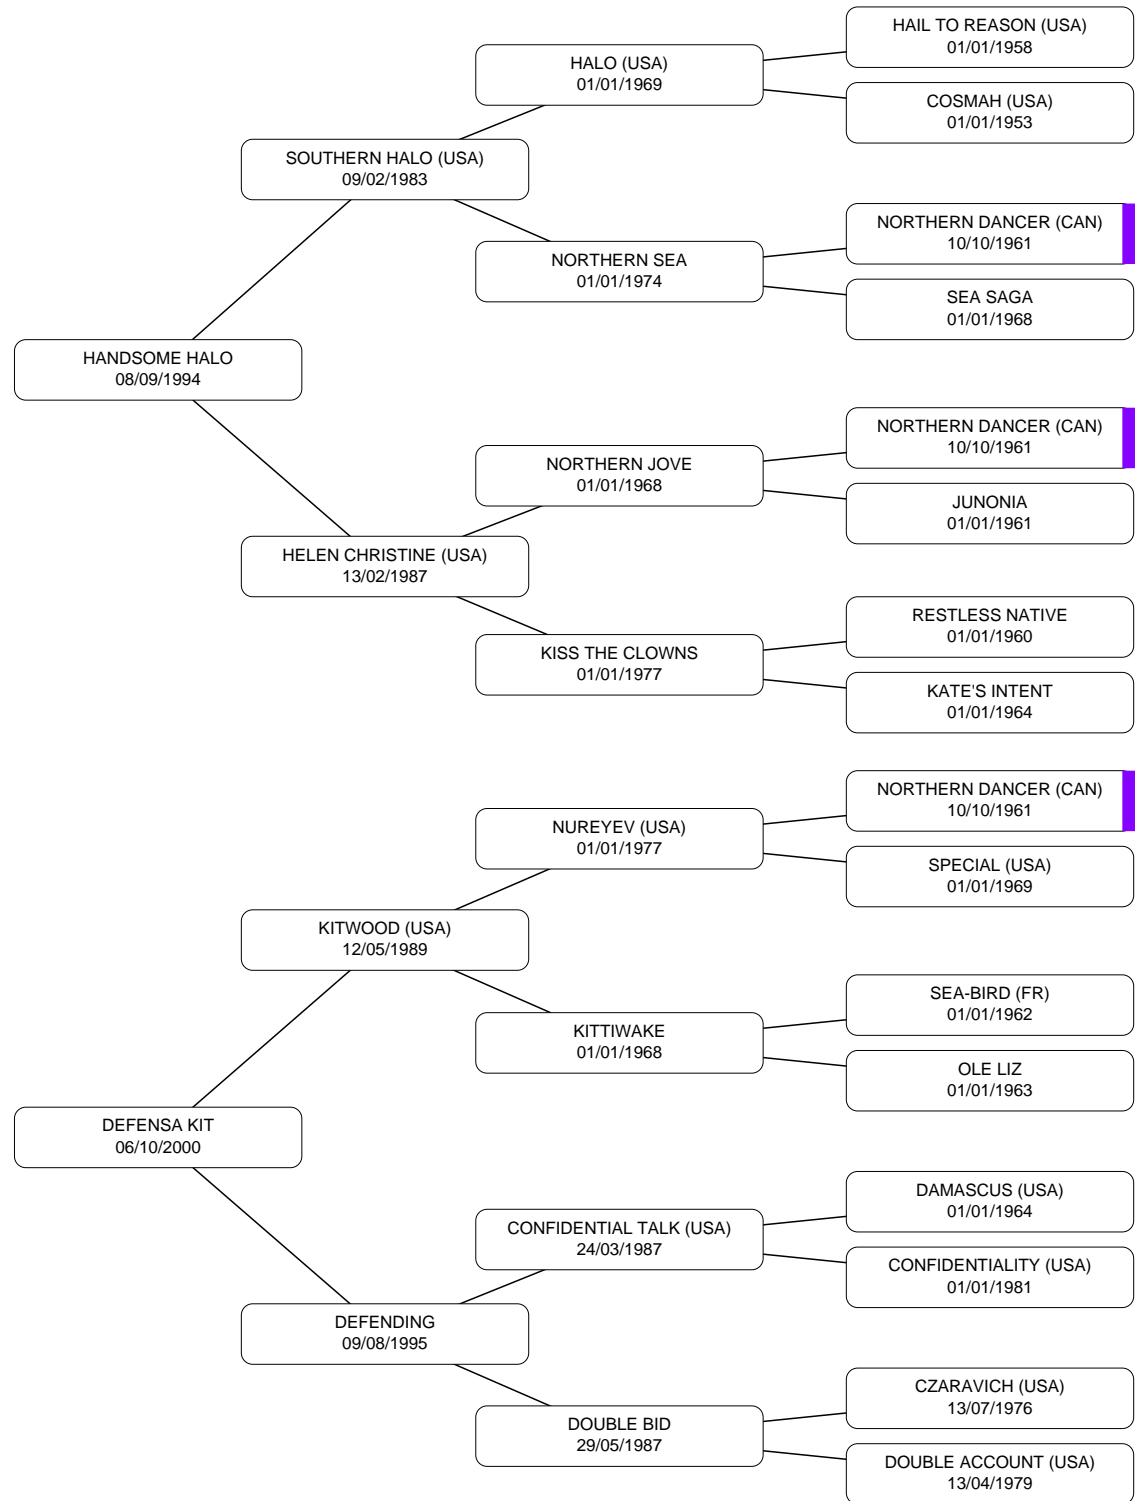 HAIL TO REASON (USA)
01/01/1958
HALO (USA)
01/01/1969
COSMAH (USA)
01/01/1953
SOUTHERN HALO (USA)
09/02/1983
NORTHERN DANCER (CAN)
10/10/1961
NORTHERN SEA
01/01/1974
SEA SAGA
01/01/1968
HANDSOME HALO
08/09/1994
NORTHERN DANCER (CAN)
10/10/1961
NORTHERN JOVE
01/01/1968
JUNONIA
01/01/1961
HELEN CHRISTINE (USA)
13/02/1987
RESTLESS NATIVE
01/01/1960
KISS THE CLOWNS
01/01/1977
KATE'S INTENT
01/01/1964
NORTHERN DANCER (CAN)
10/10/1961
NUREYEV (USA)
01/01/1977
SPECIAL (USA)
01/01/1969
KITWOOD (USA)
12/05/1989
SEA-BIRD (FR)
01/01/1962
KITTIWAKE
01/01/1968
OLE LIZ
01/01/1963
DEFENSA KIT
06/10/2000
DAMASCUS (USA)
01/01/1964
CONFIDENTIAL TALK (USA)
24/03/1987
CONFIDENTIALITY (USA)
01/01/1981
DEFENDING
09/08/1995
CZARAVICH (USA)
13/07/1976
DOUBLE BID
29/05/1987
DOUBLE ACCOUNT (USA)
13/04/1979